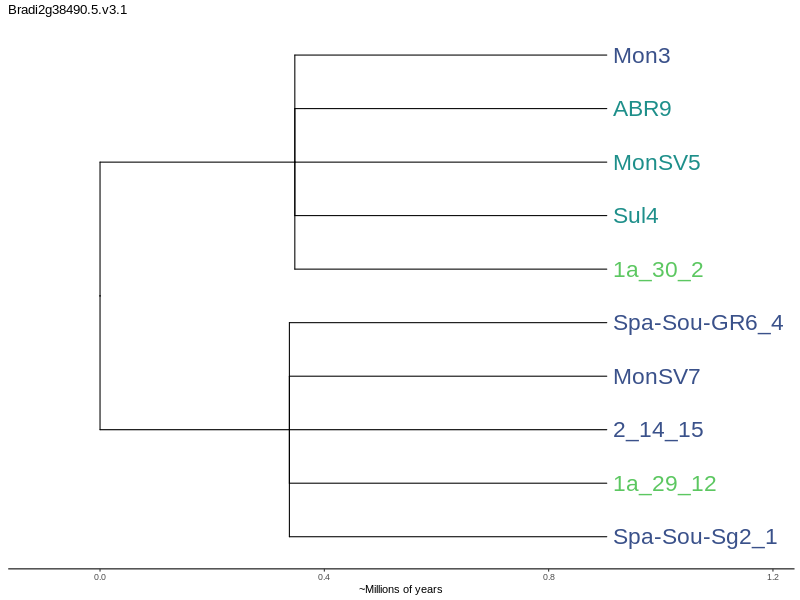 Bradi2g38490.5.v3.1
Mon3
ABR9
MonSV5
Sul4
1a_30_2
Spa-Sou-GR6_4
MonSV7
2_14_15
1a_29_12
Spa-Sou-Sg2_1
0.0 0.4 0.8 1.2
~Millions of years